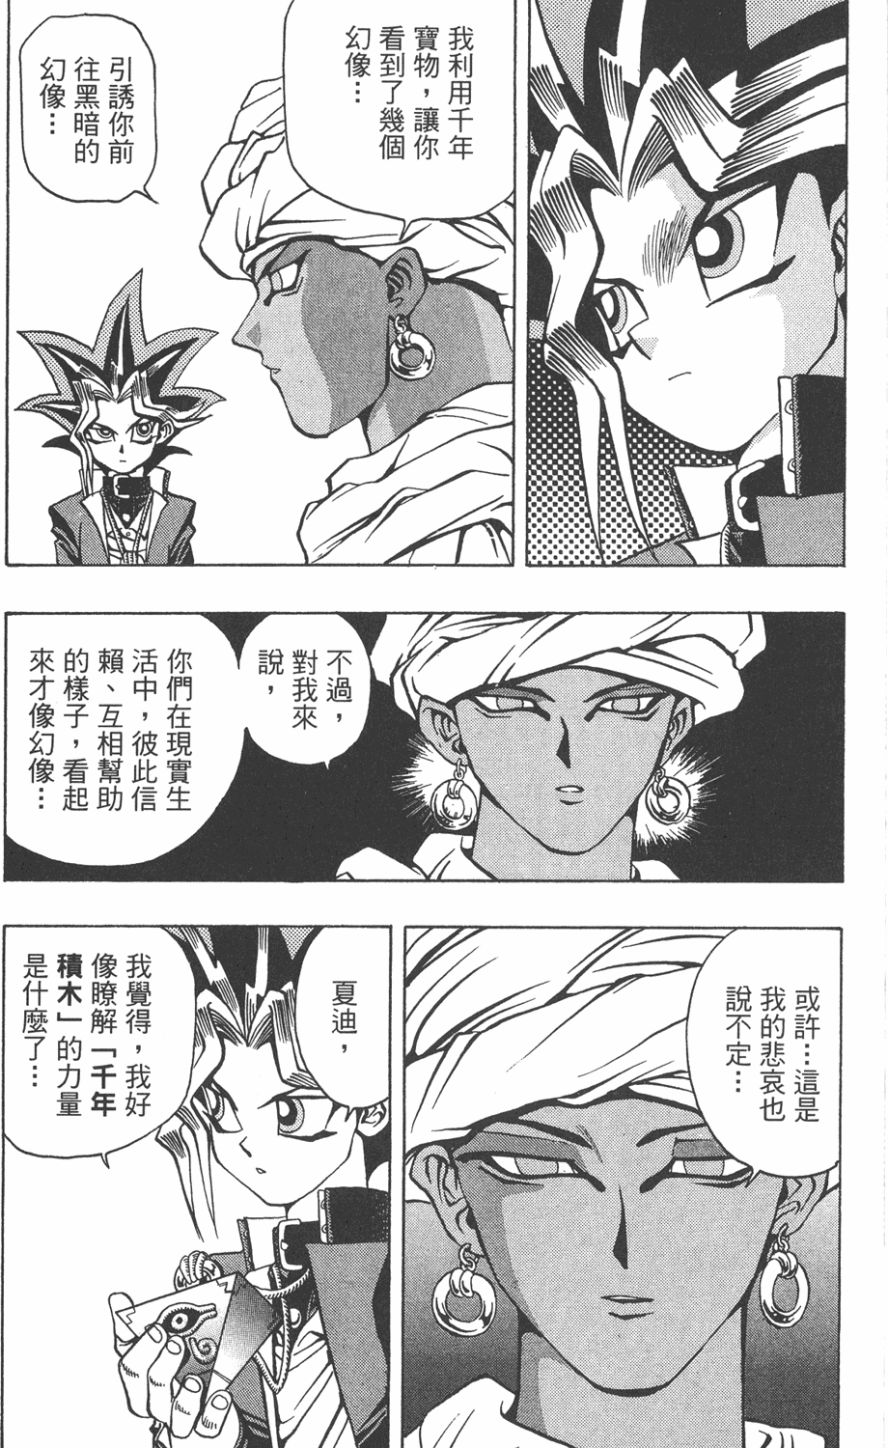 我利用千年
寶物，讓你
看到了幾個
幻像…
引誘你前
往黑暗的
幻像…
不過，
對我來
說，
你們在現實生
活中，彼此信
賴、互相幫助
的樣子，看起
來才像幻像…
或許…這是
我的悲哀也
說不定…
夏迪，
我覺得，我好
像瞭解「千年
積木」的力量
是什麼了…